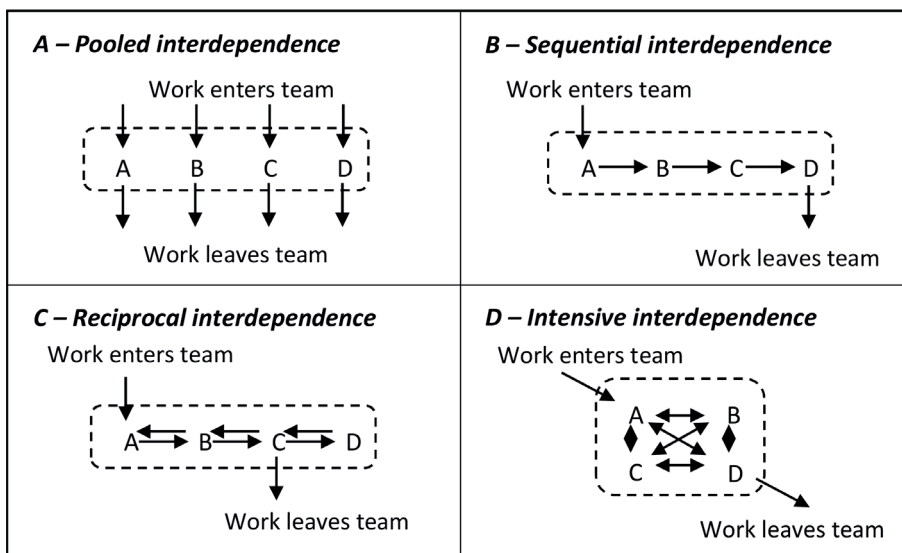 A – Pooled interdependence
Work enters team
A B C D
Work leaves team
B – Sequential interdependence
Work enters team
A B C D
Work leaves team
C – Reciprocal interdependence
Work enters team
A B C D
Work leaves team
D – Intensive interdependence
Work enters team
A B
C D
Work leaves team